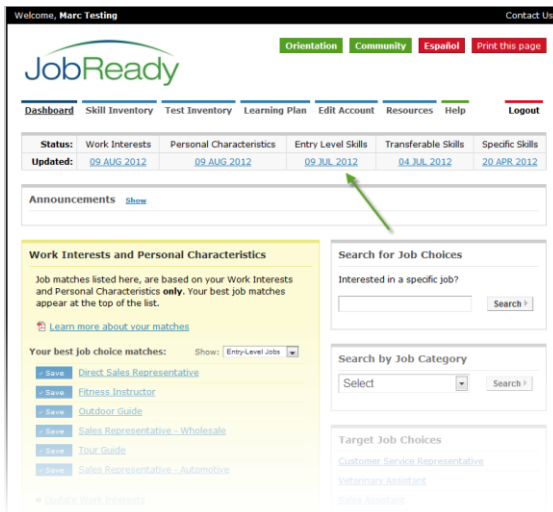 Welcome, Marc Testing
Contact Us
JobReady
Orientation Community Español Print this page
Dashboard Skill Inventory Test Inventory Learning Plan Edit Account Resources Help Logout
Status: Work Interests Personal Characteristics Entry Level Skills Transferable Skills Specific Skills
Updated: 09 AUG 2012 09 AUG 2012 09 JUL 2012 04 JUL 2012 20 APR 2012
Announcements Show
Work Interests and Personal Characteristics
Job matches listed here, are based on your Work Interests
and Personal Characteristics only. Your best job matches
appear at the top of the list.
Learn more about your matches
Your best job choice matches: Show: Entry-Level Jobs
Save Direct Sales Representative
Save Fitness Instructor
Save Outdoor Guide
Save Sales Representative - Wholesale
Save Tour Guide
Save Sales Representative - Automotive
Update Work Interests
Search for Job Choices
Interested in a specific job?
Search
Search by Job Category
Select Search
Target Job Choices
Customer Service Representative
Veterinary Assistant
Sales Assistant